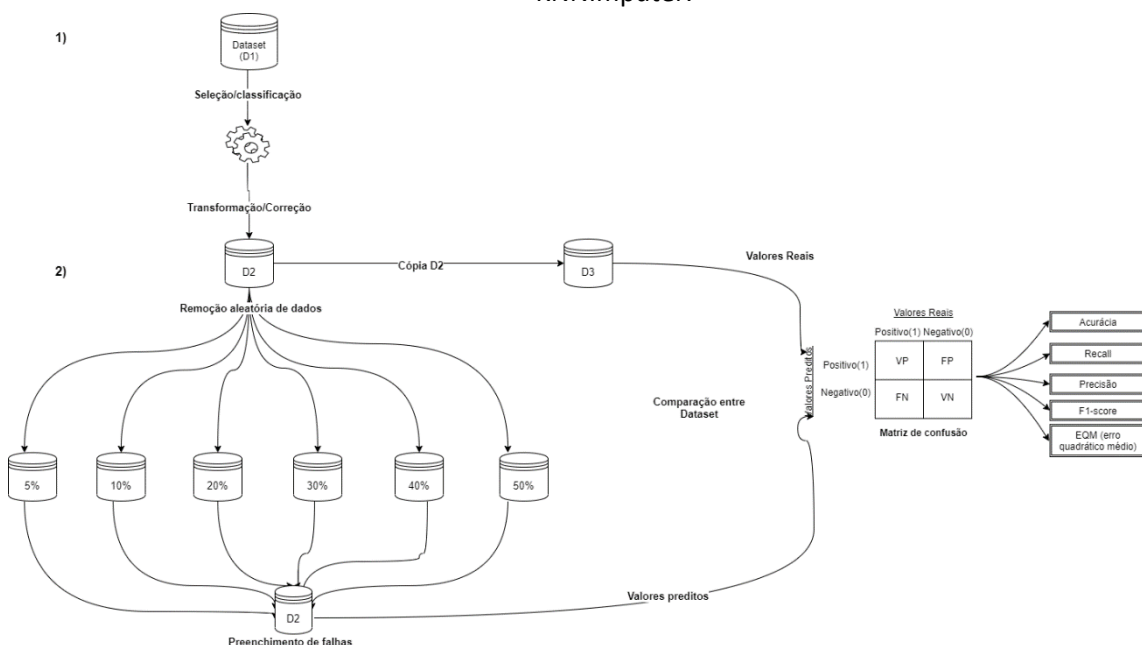 KNNImputer.
1)
Dataset
(D1)
Seleção/classificação
Transformação/Correção
2)
D2
Cópia D2
D3
Valores Reais
Remoção aleatória de dados
Valores Reais
Positivo(1) Negativo(0)
Valores Preditos
Positivo(1)
VP
FP
Negativo(0)
FN
VN
Matriz de confusão
Comparação entre
Dataset
Acurácia
Recall
Precisão
F1-score
EQM (erro
quadrático médio)
5%
10%
20%
30%
40%
50%
D2
Valores preditos
Preenchimento de falhas